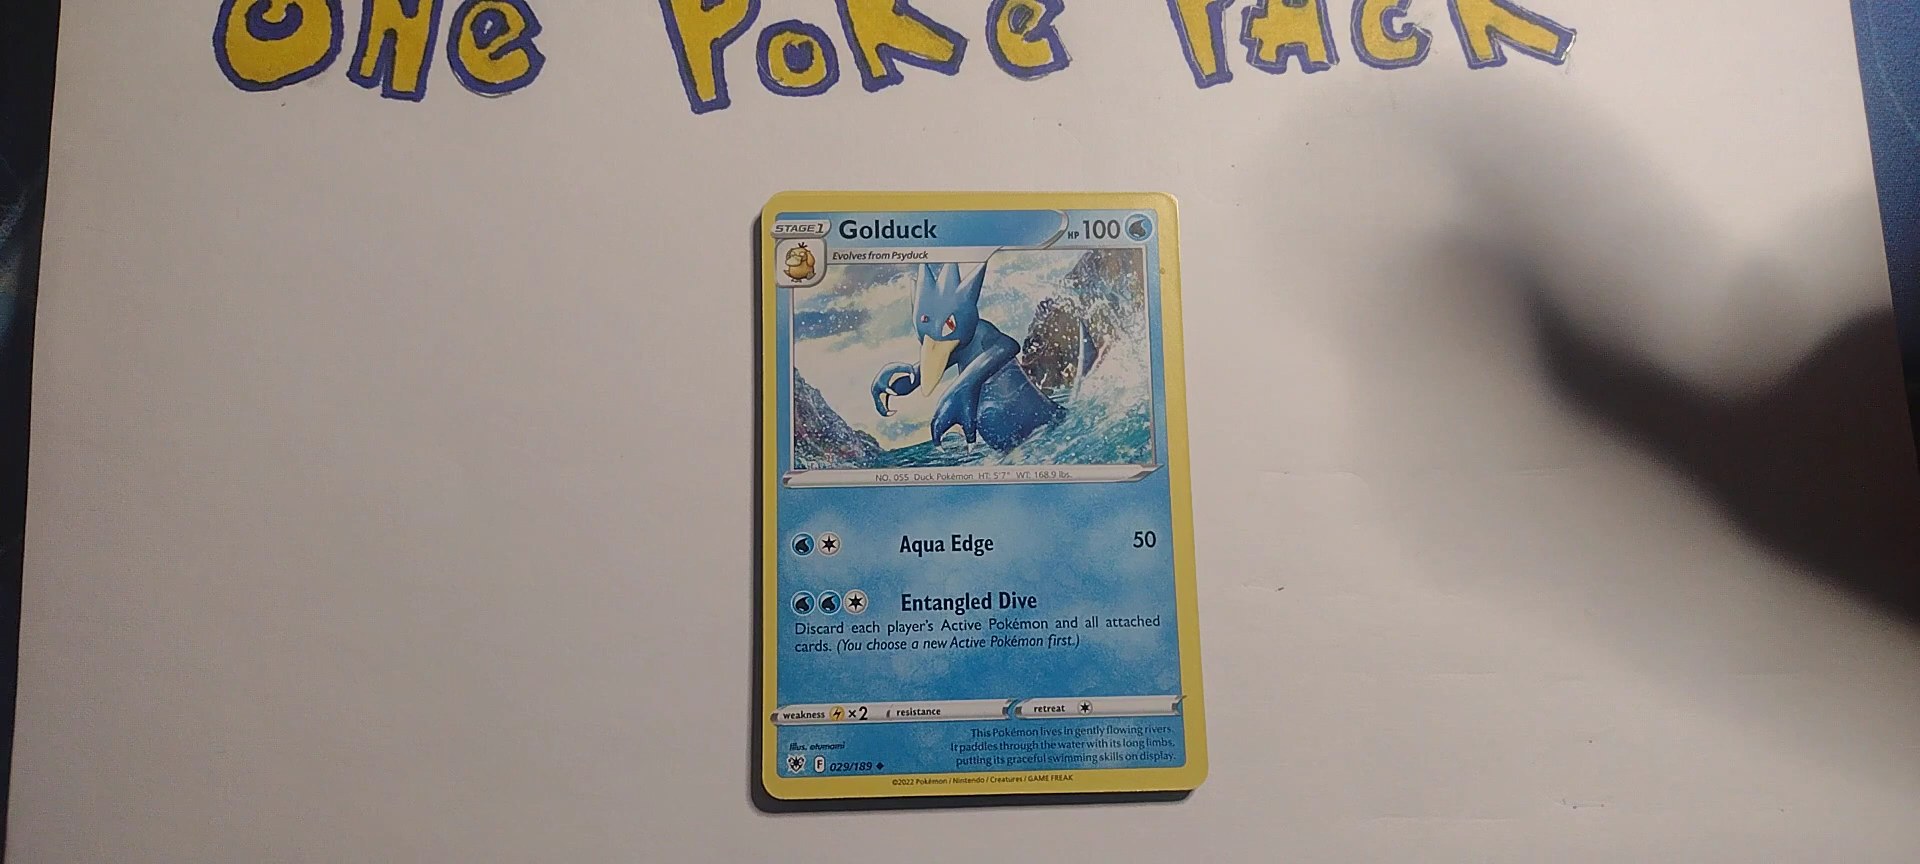 ONe PoKe PACK
STAGE 1 Golduck HP 100
Evolves from Psyduck
NO. 055 Duck Pokémon HT: 5'7" WT: 168.9 lbs.
Aqua Edge 50
Entangled Dive
Discard each player's Active Pokémon and all attached
cards. (You choose a new Active Pokémon first.)
weakness ×2 resistance retreat
This Pokémon lives in gently flowing rivers.
It paddles through the water with its long limbs,
putting its graceful swimming skills on display.
Illus. otumami
F 029/189
©2022 Pokémon / Nintendo / Creatures / GAME FREAK